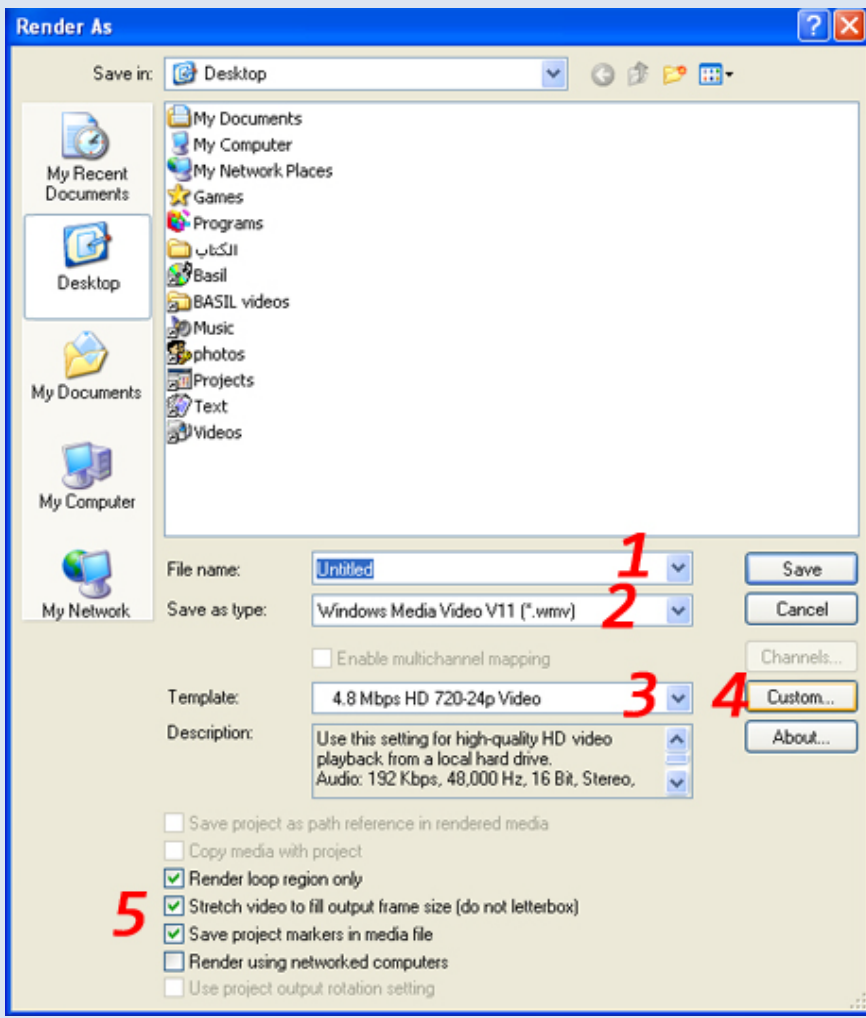 Render As
Save in:
Desktop
My Recent
Documents
Desktop
My Documents
My Computer
My Network
My Documents
My Computer
My Network Places
Games
Programs
الكتاب
Basil
BASIL videos
Music
photos
Projects
Text
Videos
File name:
Untitled
1
Save
Save as type:
Windows Media Video V11 (*.wmv)
2
Cancel
Enable multichannel mapping
Channels...
Template:
4.8 Mbps HD 720-24p Video
3
4
Custom...
Description:
Use this setting for high-quality HD video
playback from a local hard drive.
Audio: 192 Kbps, 48,000 Hz, 16 Bit, Stereo,
About...
Save project as path reference in rendered media
Copy media with project
Render loop region only
5
Stretch video to fill output frame size (do not letterbox)
Save project markers in media file
Render using networked computers
Use project output rotation setting